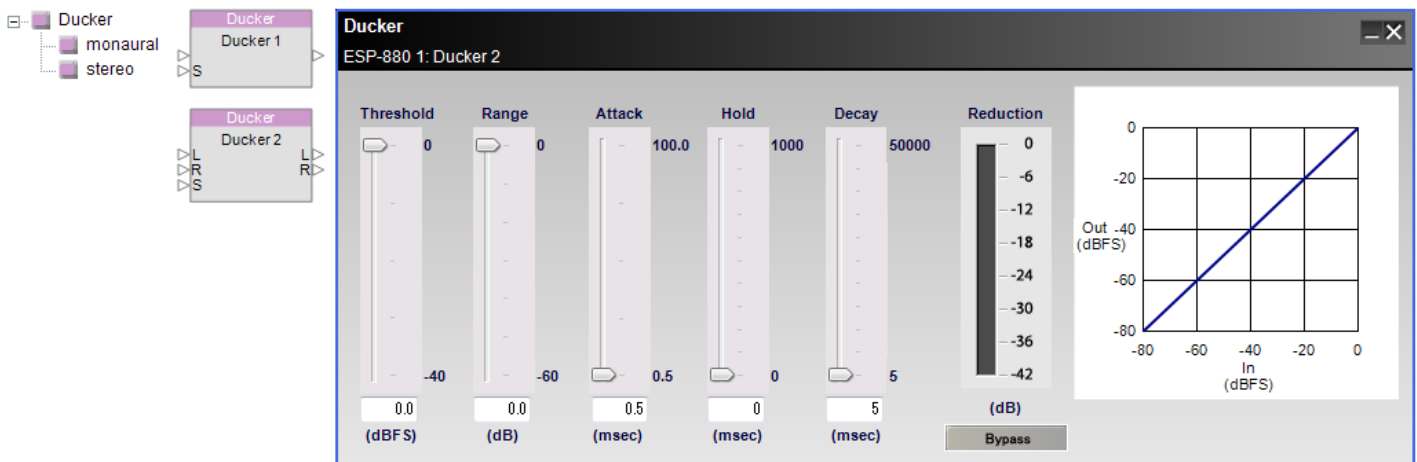 Ducker
monaural
stereo
Ducker
Ducker 1
S
Ducker
Ducker 2
L L
R R
S
Ducker
ESP-880 1: Ducker 2
Threshold Range Attack Hold Decay Reduction
0 0 100.0 1000 50000 0
-6
-12
-18
-24
-30
-36
-40 -60 0.5 0 5 -42
0.0 0.0 0.5 0 5
(dBFS) (dB) (msec) (msec) (msec) (dB)
Bypass
0
-20
Out -40
(dBFS)
-60
-80
-80 -60 -40 -20 0
In
(dBFS)